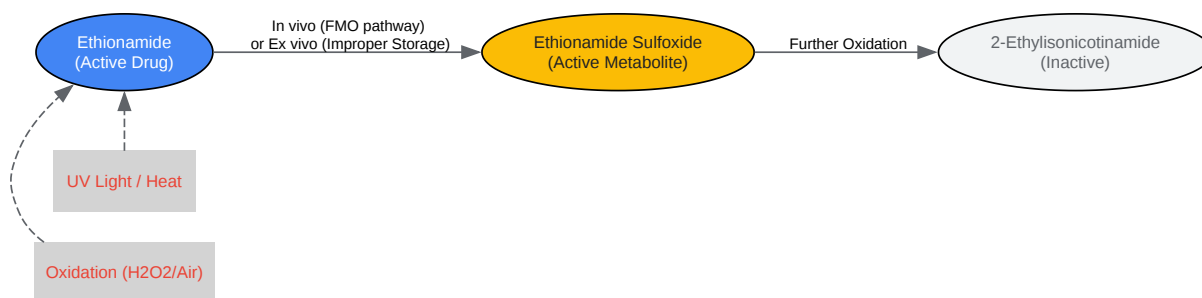 Ethionamide
(Active Drug)
In vivo (FMO pathway)
or Ex vivo (Improper Storage)
Ethionamide Sulfoxide
(Active Metabolite)
Further Oxidation
2-Ethylisonicotinamide
(Inactive)
UV Light / Heat
Oxidation (H2O2/Air)